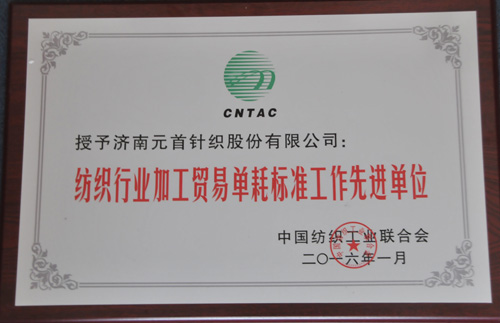 CNTAC
授予济南元首针织股份有限公司：
纺织行业加工贸易单耗标准工作先进单位
中国纺织工业联合会
二〇一六年一月